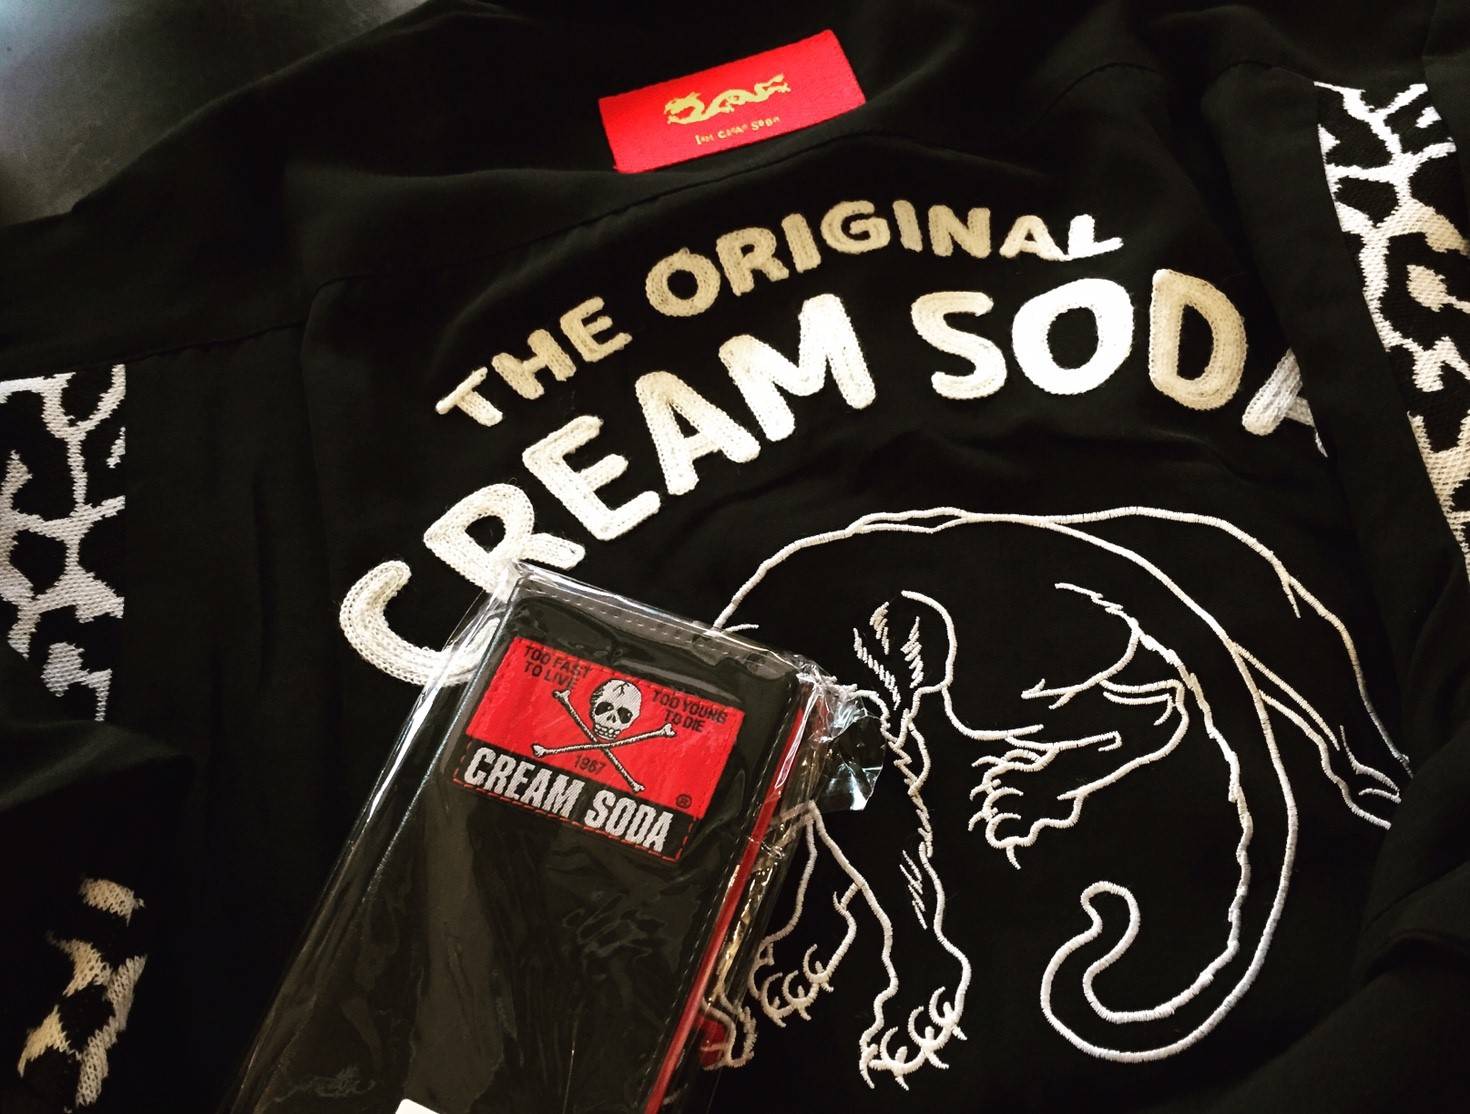 THE ORIGINAL
CREAM SODA
TOO FAST
TO LIVE
TOO YOUNG
TO DIE
1967
CREAM SODA
®